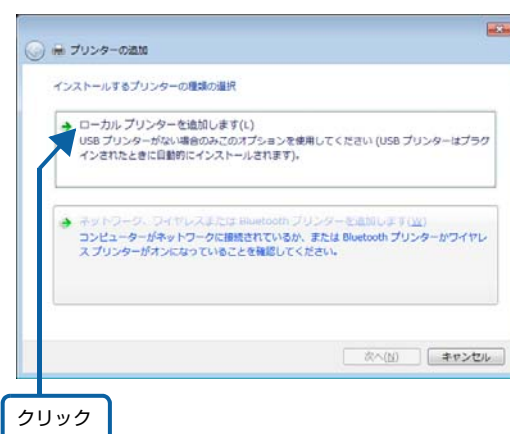 プリンターの追加
インストールするプリンターの種類の選択
ローカル プリンターを追加します(L)
USB プリンターがない場合のみこのオプションを使用してください (USB プリンターはプラグ
インされたときに自動的にインストールされます)。
ネットワーク、ワイヤレスまたは Bluetooth プリンターを追加します(W)
コンピューターがネットワークに接続されているか、または Bluetooth プリンターかワイヤレ
ス プリンターがオンになっていることを確認してください。
次へ(N) キャンセル
クリック